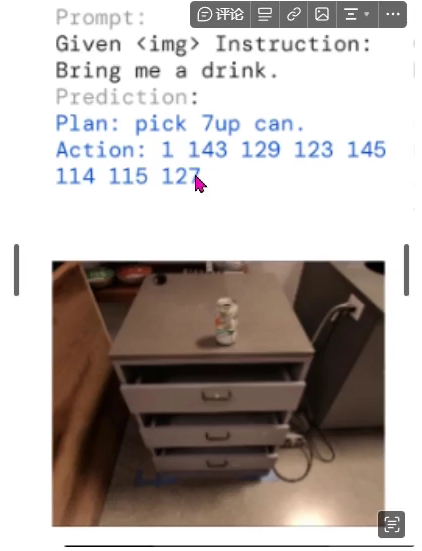 Prompt:
评论
Given <img> Instruction:
Bring me a drink.
Prediction:
Plan: pick 7up can.
Action: 1 143 129 123 145
114 115 127